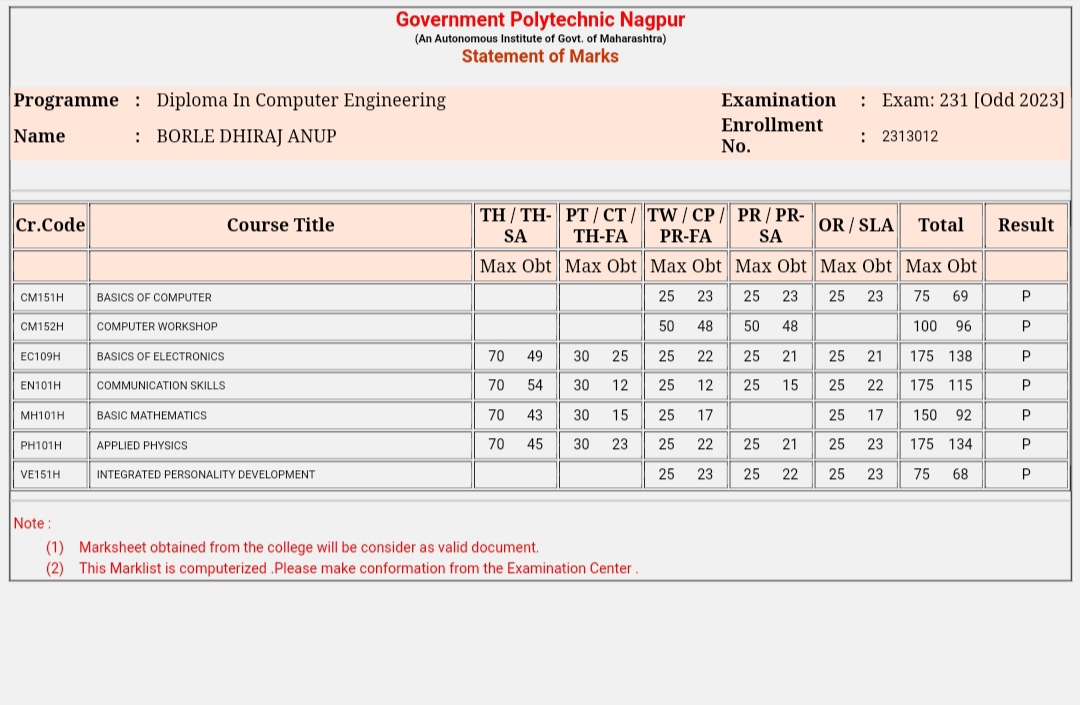 Government Polytechnic Nagpur
(An Autonomous Institute of Govt. of Maharashtra)
Statement of Marks
Programme : Diploma In Computer Engineering Examination : Exam: 231 [Odd 2023]
Name : BORLE DHIRAJ ANUP Enrollment No. : 2313012
Cr.Code Course Title TH / TH-SA PT / CT / TH-FA TW / CP / PR-FA PR / PR-SA OR / SLA Total Result
Max Obt Max Obt Max Obt Max Obt Max Obt Max Obt
CM151H BASICS OF COMPUTER 25 23 25 23 25 23 75 69 P
CM152H COMPUTER WORKSHOP 50 48 50 48 100 96 P
EC109H BASICS OF ELECTRONICS 70 49 30 25 25 22 25 21 25 21 175 138 P
EN101H COMMUNICATION SKILLS 70 54 30 12 25 12 25 15 25 22 175 115 P
MH101H BASIC MATHEMATICS 70 43 30 15 25 17 25 17 150 92 P
PH101H APPLIED PHYSICS 70 45 30 23 25 22 25 21 25 23 175 134 P
VE151H INTEGRATED PERSONALITY DEVELOPMENT 25 23 25 22 25 23 75 68 P
Note :
(1) Marksheet obtained from the college will be consider as valid document.
(2) This Marklist is computerized .Please make conformation from the Examination Center .